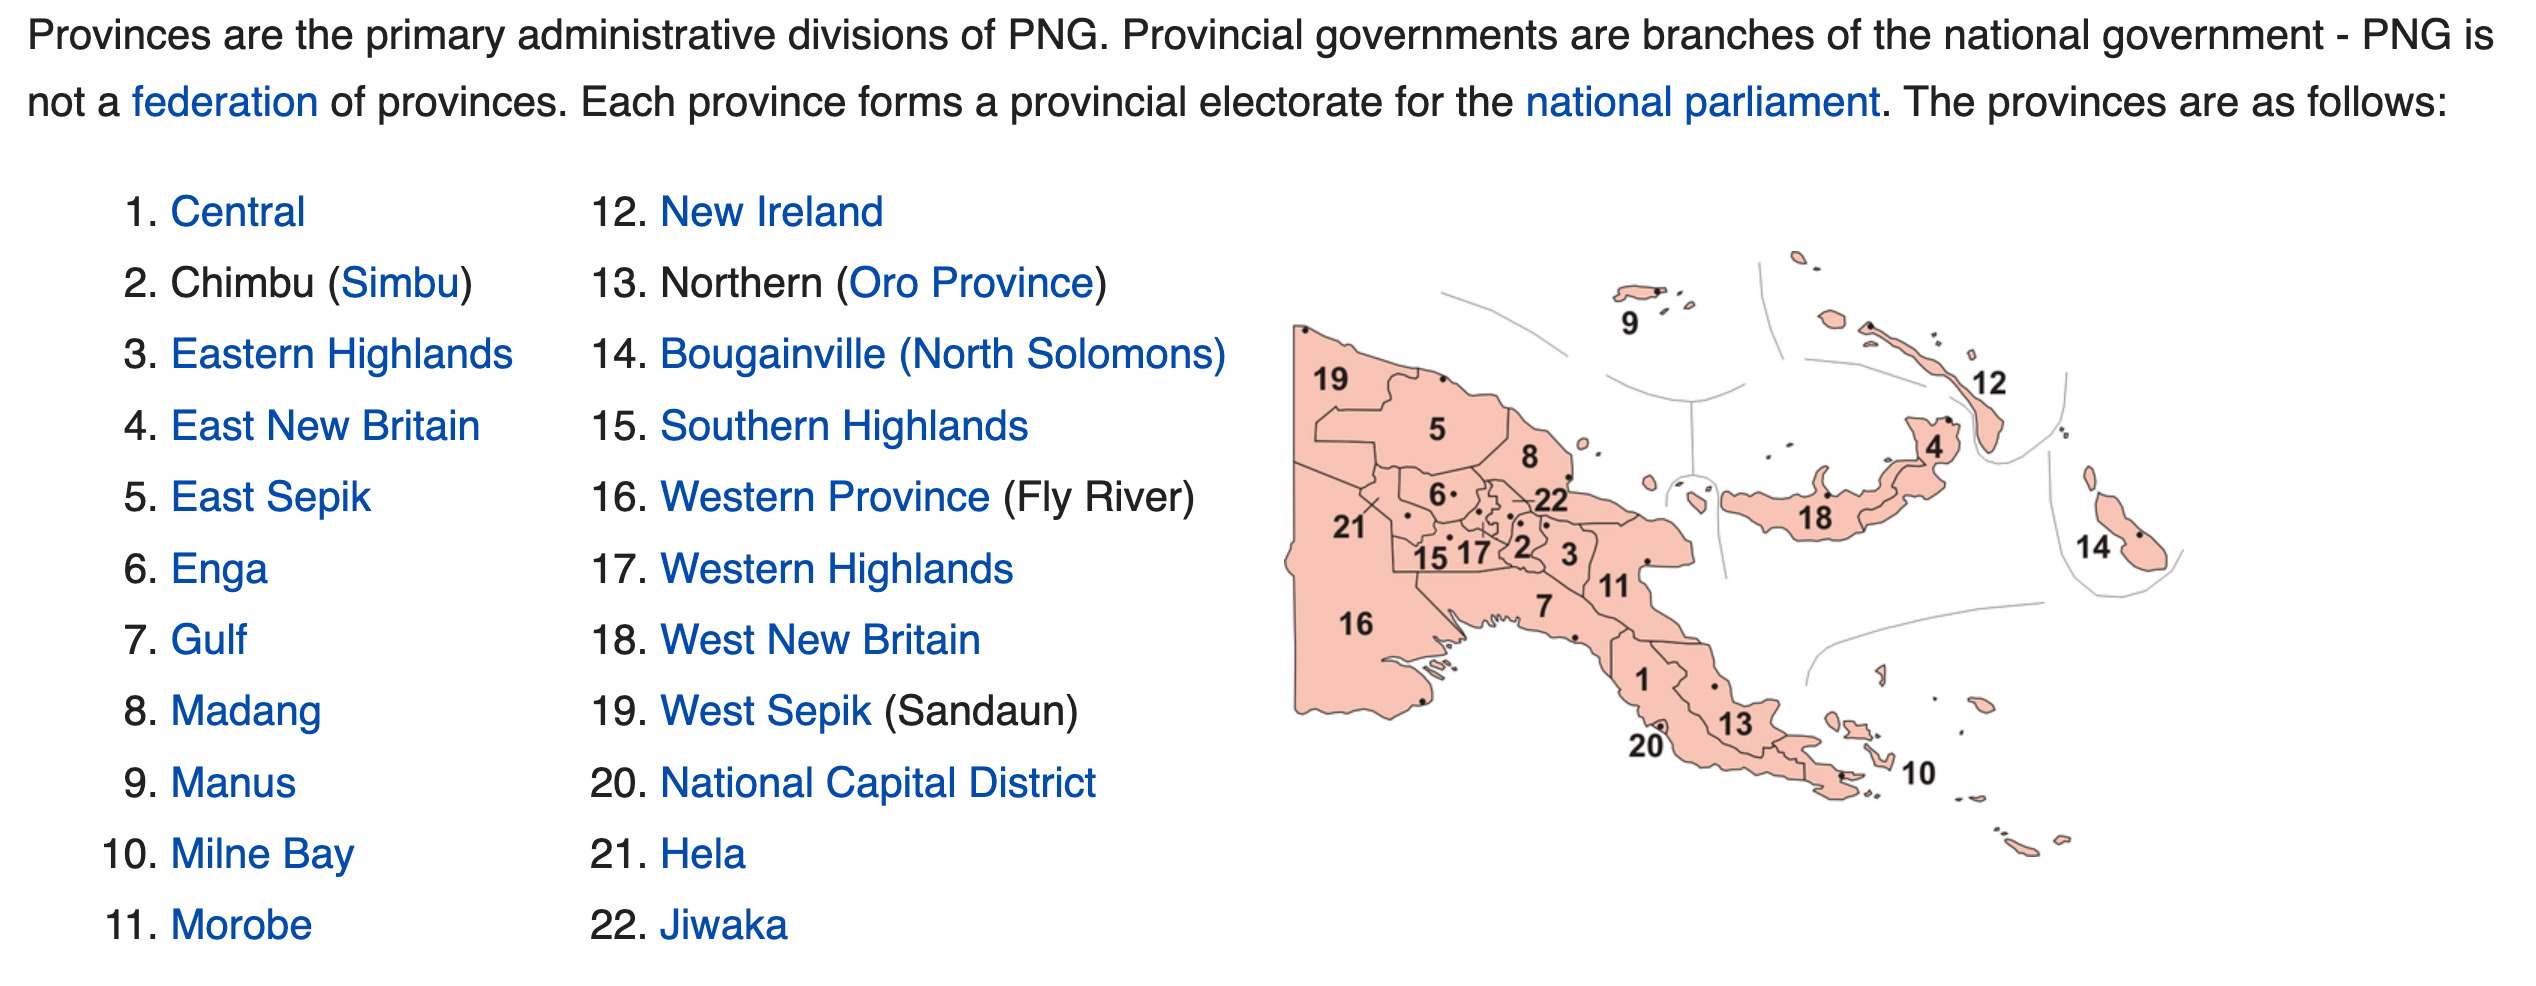 Provinces are the primary administrative divisions of PNG. Provincial governments are branches of the national government - PNG is
not a federation of provinces. Each province forms a provincial electorate for the national parliament. The provinces are as follows:
1. Central
2. Chimbu (Simbu)
3. Eastern Highlands
4. East New Britain
5. East Sepik
6. Enga
7. Gulf
8. Madang
9. Manus
10. Milne Bay
11. Morobe
12. New Ireland
13. Northern (Oro Province)
14. Bougainville (North Solomons)
15. Southern Highlands
16. Western Province (Fly River)
17. Western Highlands
18. West New Britain
19. West Sepik (Sandaun)
20. National Capital District
21. Hela
22. Jiwaka
9
19
12
5
4
8
6
22
18
21
14
15
17
2
3
11
7
16
1
13
20
10